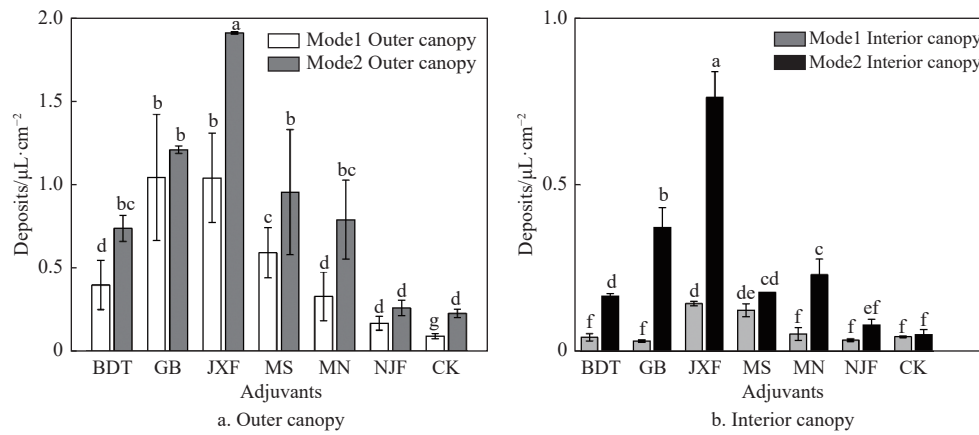 2.0
1.5
1.0
0.5
0
Deposits/μL·cm⁻²
Mode1 Outer canopy
Mode2 Outer canopy
d bc b b b a c bc d bc d d g d
BDT GB JXF MS MN NJF CK
Adjuvants
a. Outer canopy
1.0
0.5
0
Deposits/μL·cm⁻²
Mode1 Interior canopy
Mode2 Interior canopy
f d f b d a de cd f c f ef f f
BDT GB JXF MS MN NJF CK
Adjuvants
b. Interior canopy